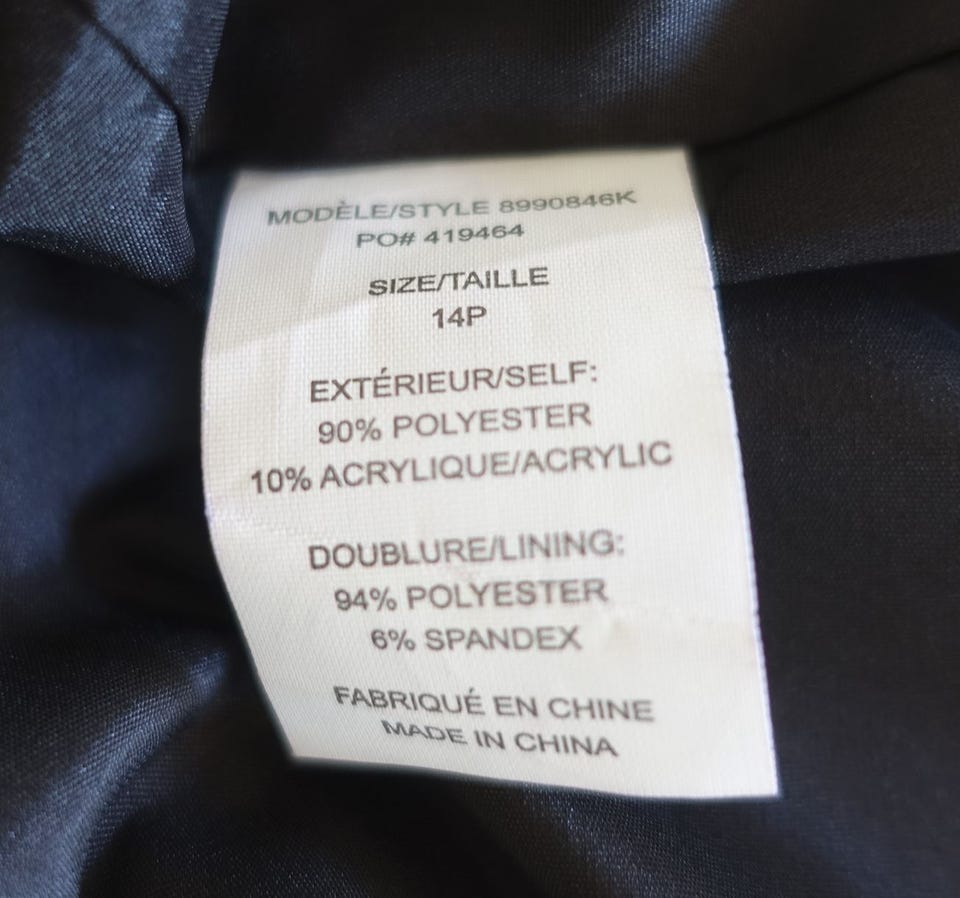 MODÈLE/STYLE 8990846K
PO# 419464
SIZE/TAILLE
14P
EXTÉRIEUR/SELF:
90% POLYESTER
10% ACRYLIQUE/ACRYLIC
DOUBLURE/LINING:
94% POLYESTER
6% SPANDEX
FABRIQUÉ EN CHINE
MADE IN CHINA